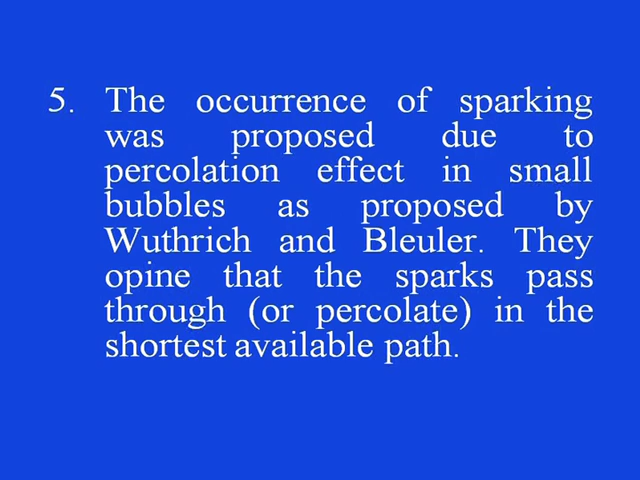 5. The occurrence of sparking
was proposed due to
percolation effect in small
bubbles as proposed by
Wuthrich and Bleuler. They
opine that the sparks pass
through (or percolate) in the
shortest available path.